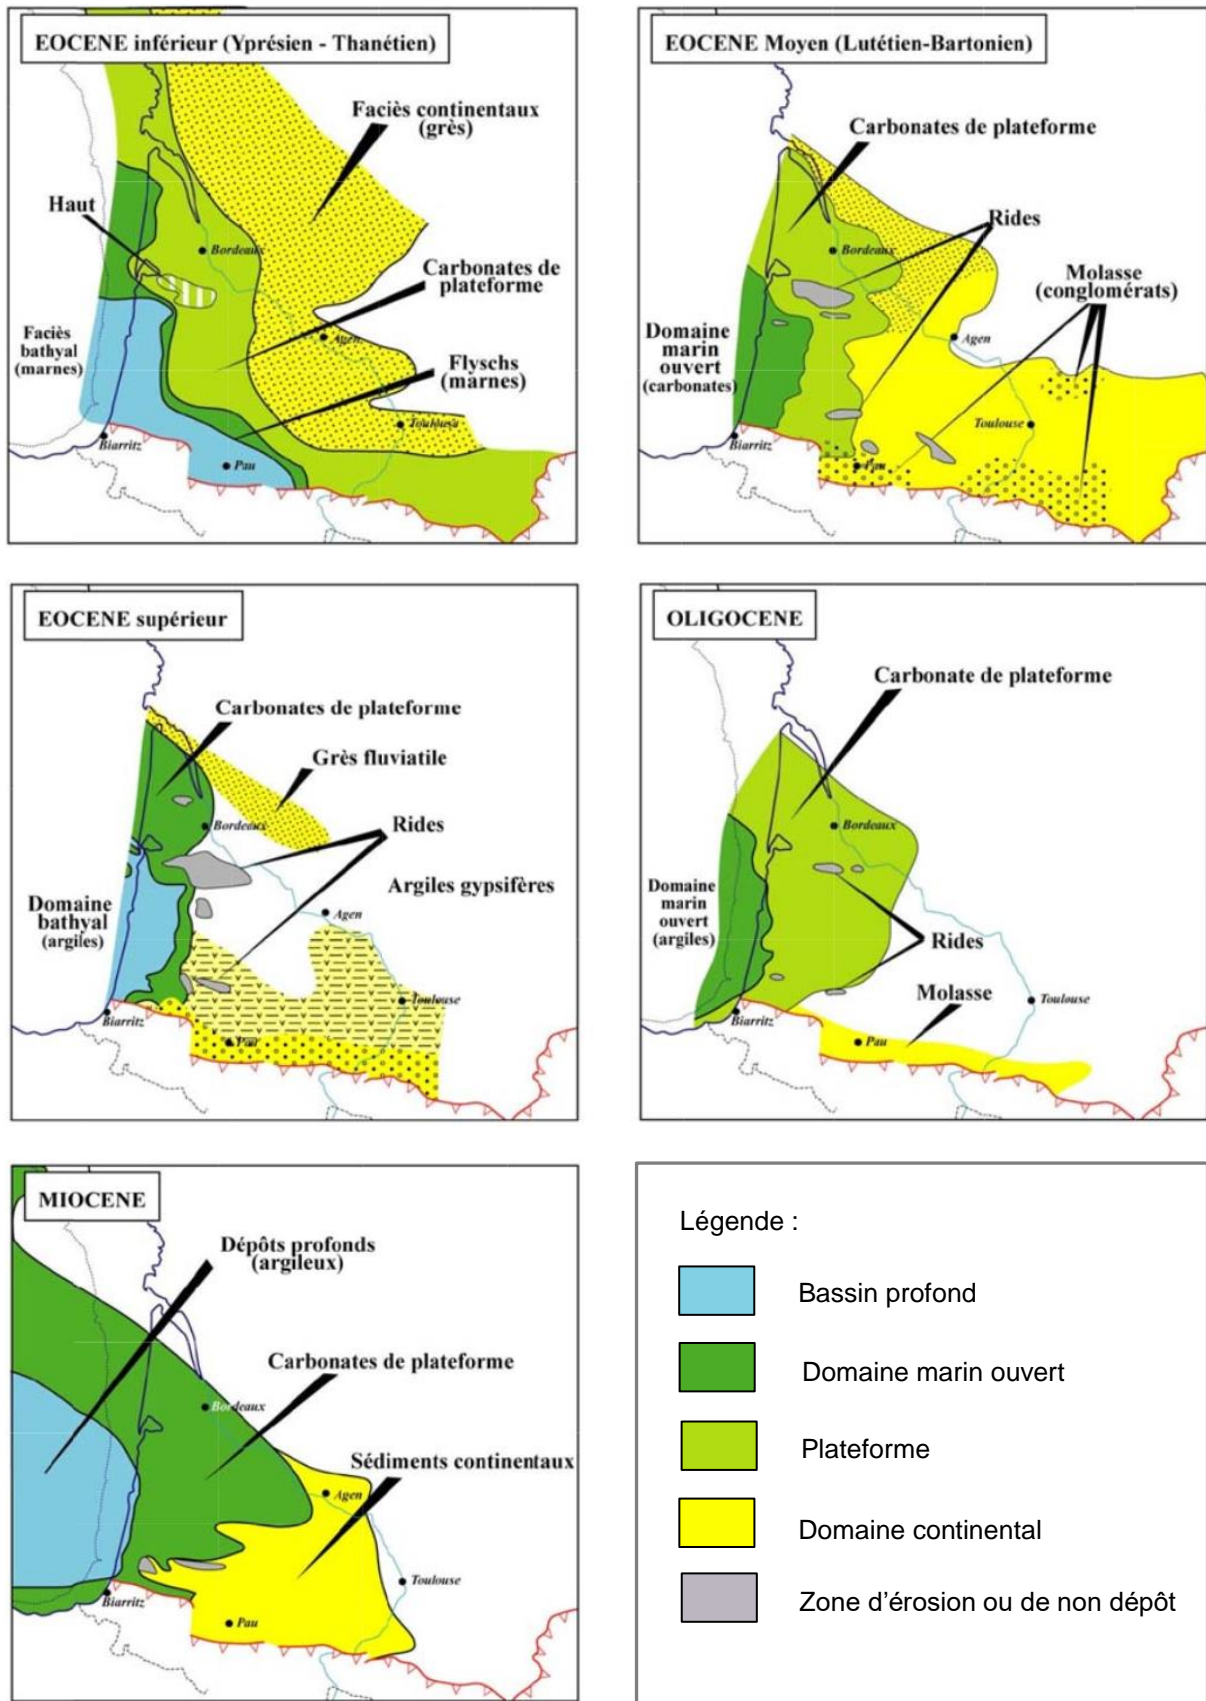 EOCENE inférieur (Yprésien - Thanétien)
Faciès continentaux
(grès)
Haut
Bordeaux
Carbonates de
plateforme
Faciès
bathyal
(marnes)
Agen
Flyschs
(marnes)
Toulouse
Biarritz
Pau
EOCENE Moyen (Lutétien-Bartonien)
Carbonates de plateforme
Rides
Bordeaux
Molasse
(conglomérats)
Domaine
marin
ouvert
(carbonates)
Agen
Toulouse
Biarritz
Pau
EOCENE supérieur
Carbonates de plateforme
Grès fluviatile
Bordeaux
Rides
Argiles gypsifères
Domaine
bathyal
(argiles)
Agen
Toulouse
Biarritz
Pau
OLIGOCENE
Carbonate de plateforme
Bordeaux
Domaine
marin
ouvert
(argiles)
Rides
Molasse
Toulouse
Biarritz
Pau
MIOCENE
Dépôts profonds
(argileux)
Carbonates de plateforme
Bordeaux
Sédiments continentaux
Agen
Toulouse
Biarritz
Pau
Légende :
Bassin profond
Domaine marin ouvert
Plateforme
Domaine continental
Zone d'érosion ou de non dépôt